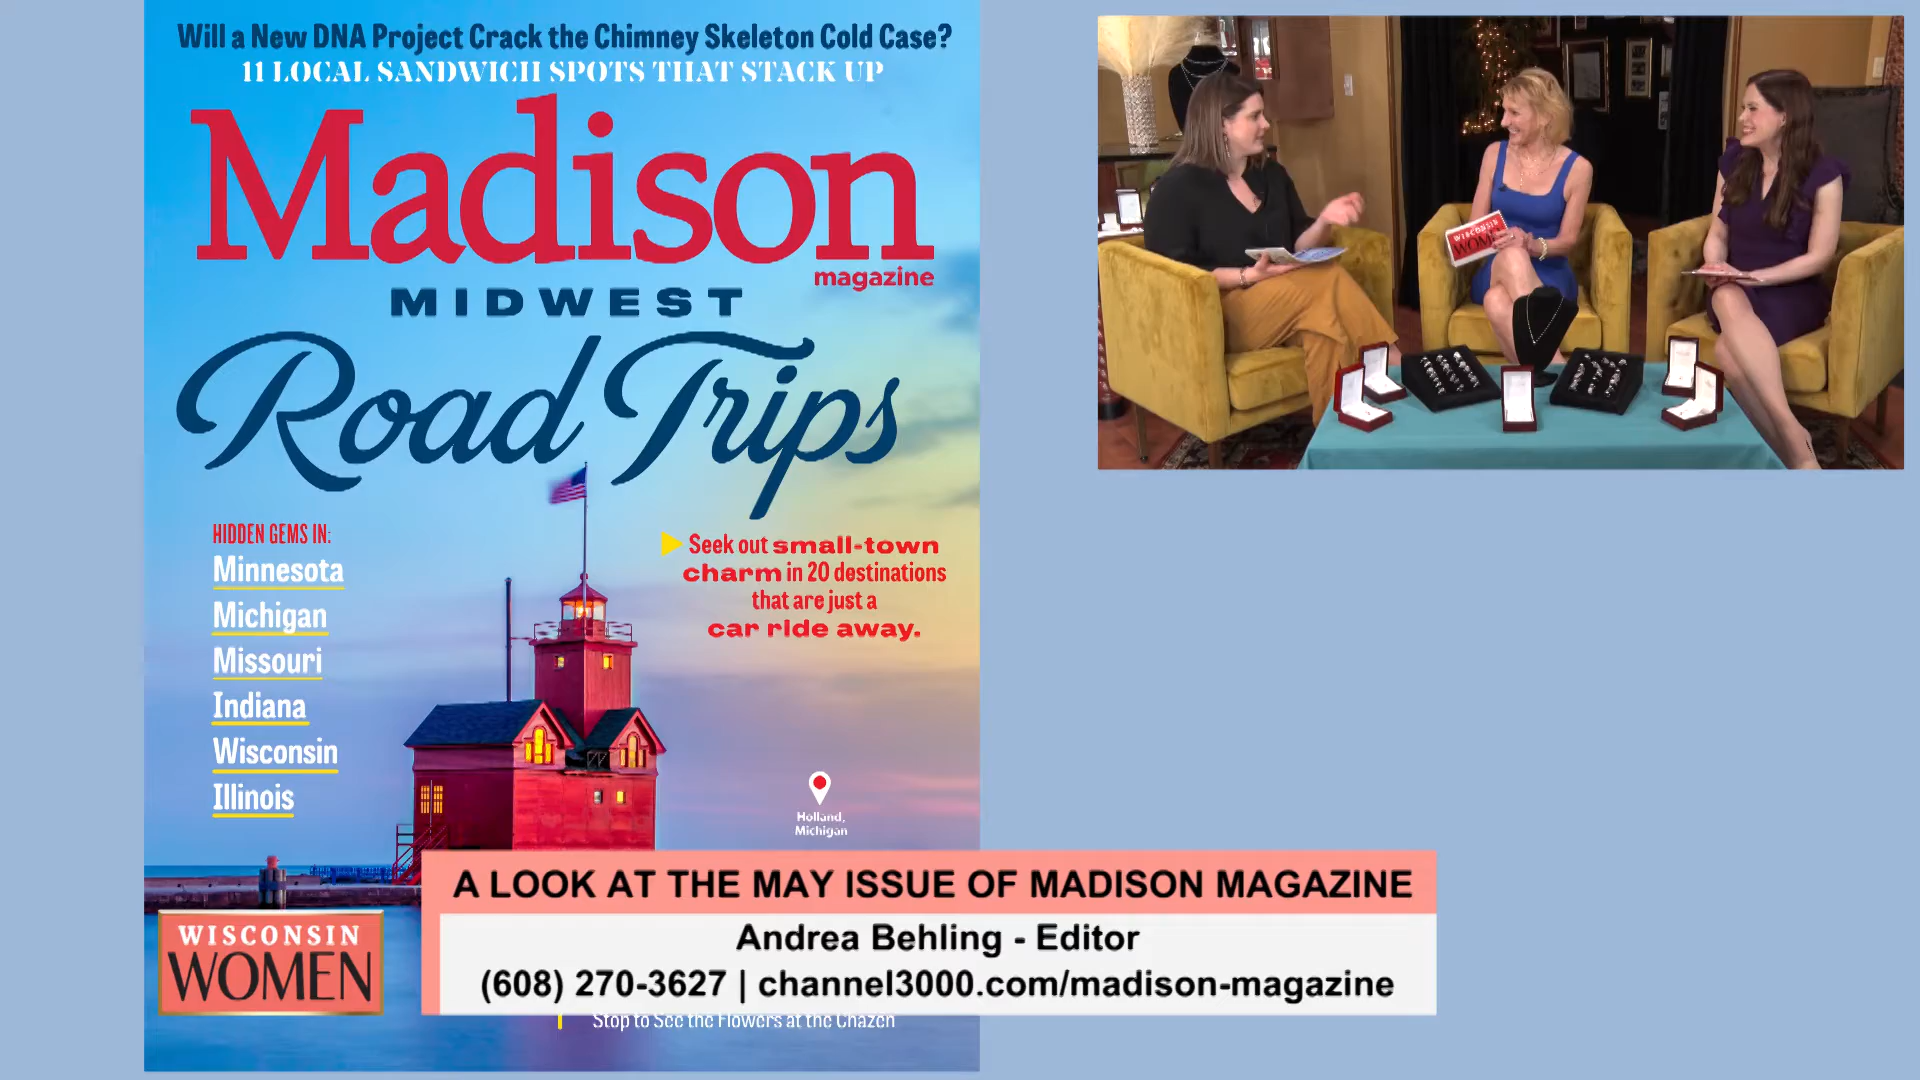 Will a New DNA Project Crack the Chimney Skeleton Cold Case?
11 LOCAL SANDWICH SPOTS THAT STACK UP
Madison
magazine
MIDWEST
Road Trips
HIDDEN GEMS IN:
Minnesota
Michigan
Missouri
Indiana
Wisconsin
Illinois
Seek out small-town
charm in 20 destinations
that are just a
car ride away.
Holland,
Michigan
WISCONSIN
WOMEN
A LOOK AT THE MAY ISSUE OF MADISON MAGAZINE
Andrea Behling - Editor
(608) 270-3627 | channel3000.com/madison-magazine
WISCONSIN
WOMEN
Stop to See the Flowers at the Chazen